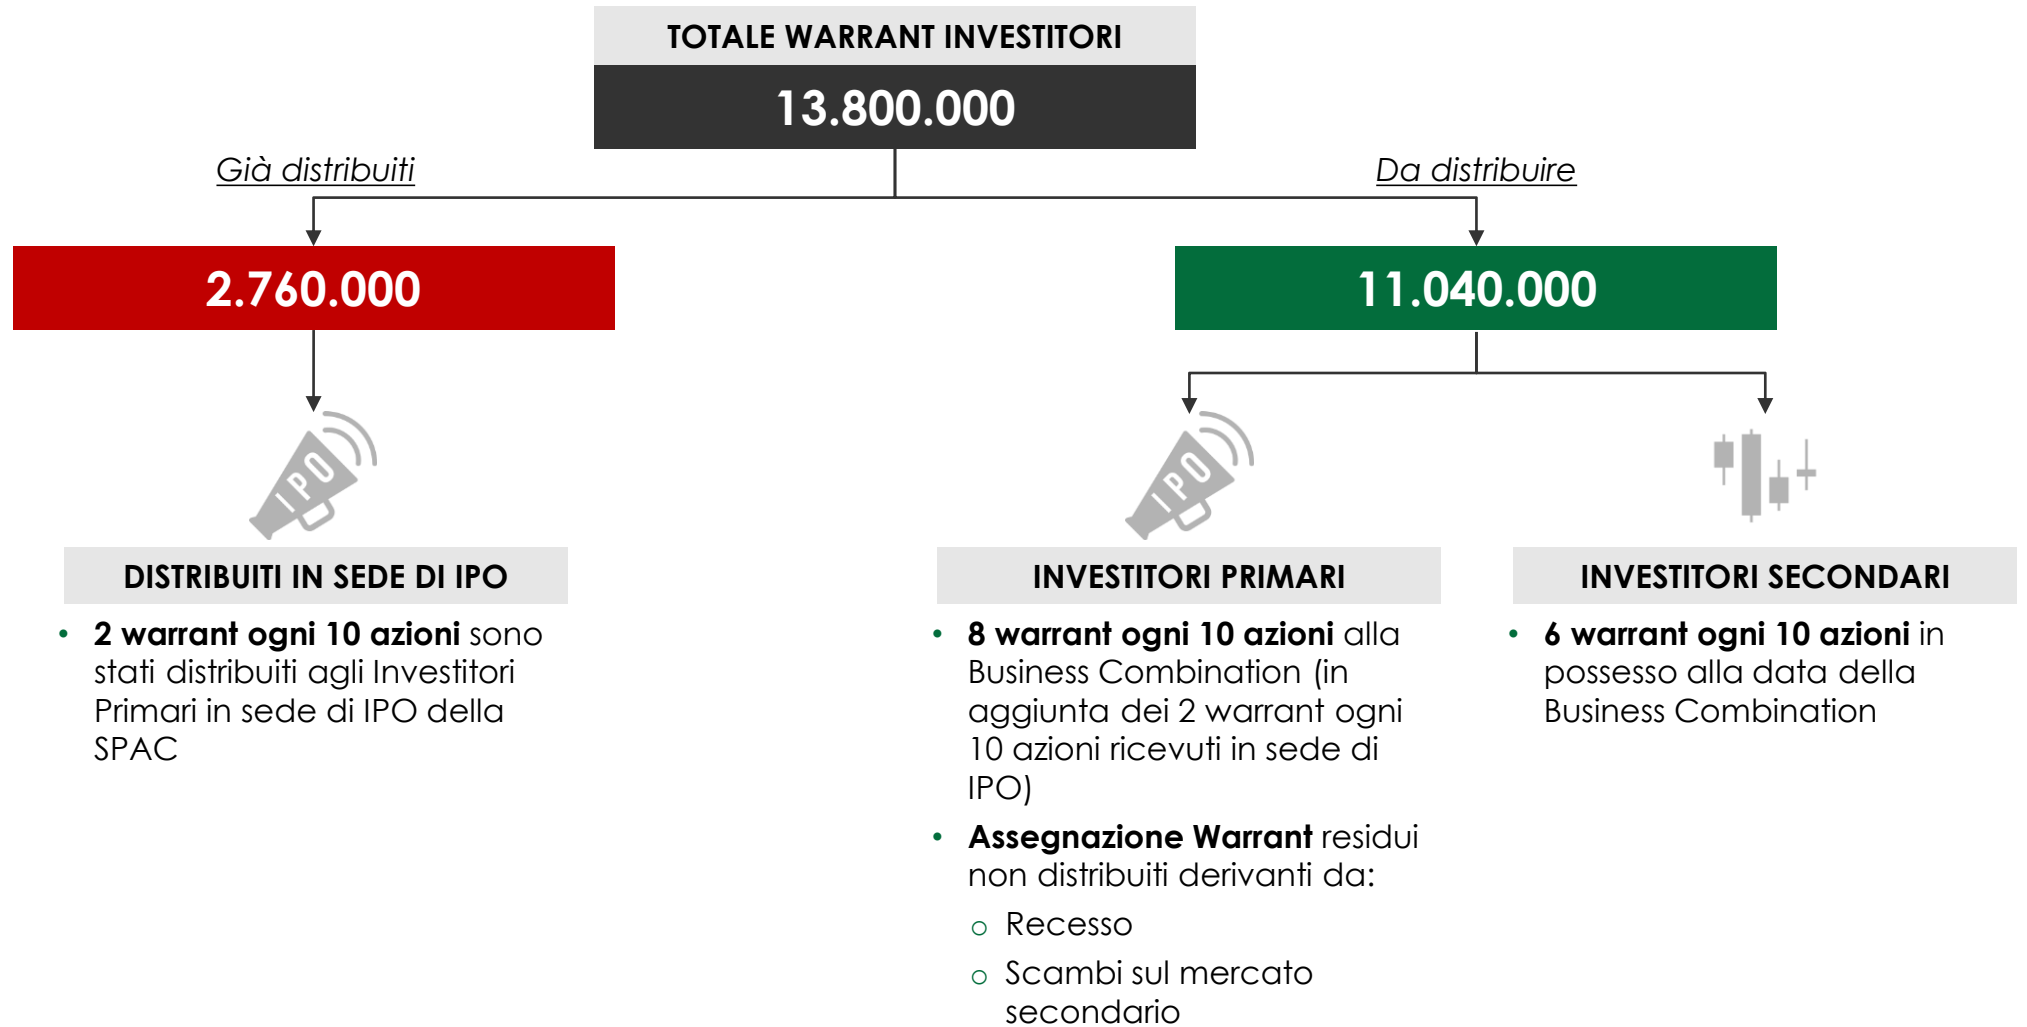 TOTALE WARRANT INVESTITORI
13.800.000
Già distribuiti
Da distribuire
2.760.000
11.040.000
IPO
IPO
DISTRIBUITI IN SEDE DI IPO
• 2 warrant ogni 10 azioni sono
stati distribuiti agli Investitori
Primari in sede di IPO della
SPAC
INVESTITORI PRIMARI
• 8 warrant ogni 10 azioni alla
Business Combination (in
aggiunta dei 2 warrant ogni
10 azioni ricevuti in sede di
IPO)
• Assegnazione Warrant residui
non distribuiti derivanti da:
o Recesso
o Scambi sul mercato
secondario
INVESTITORI SECONDARI
• 6 warrant ogni 10 azioni in
possesso alla data della
Business Combination